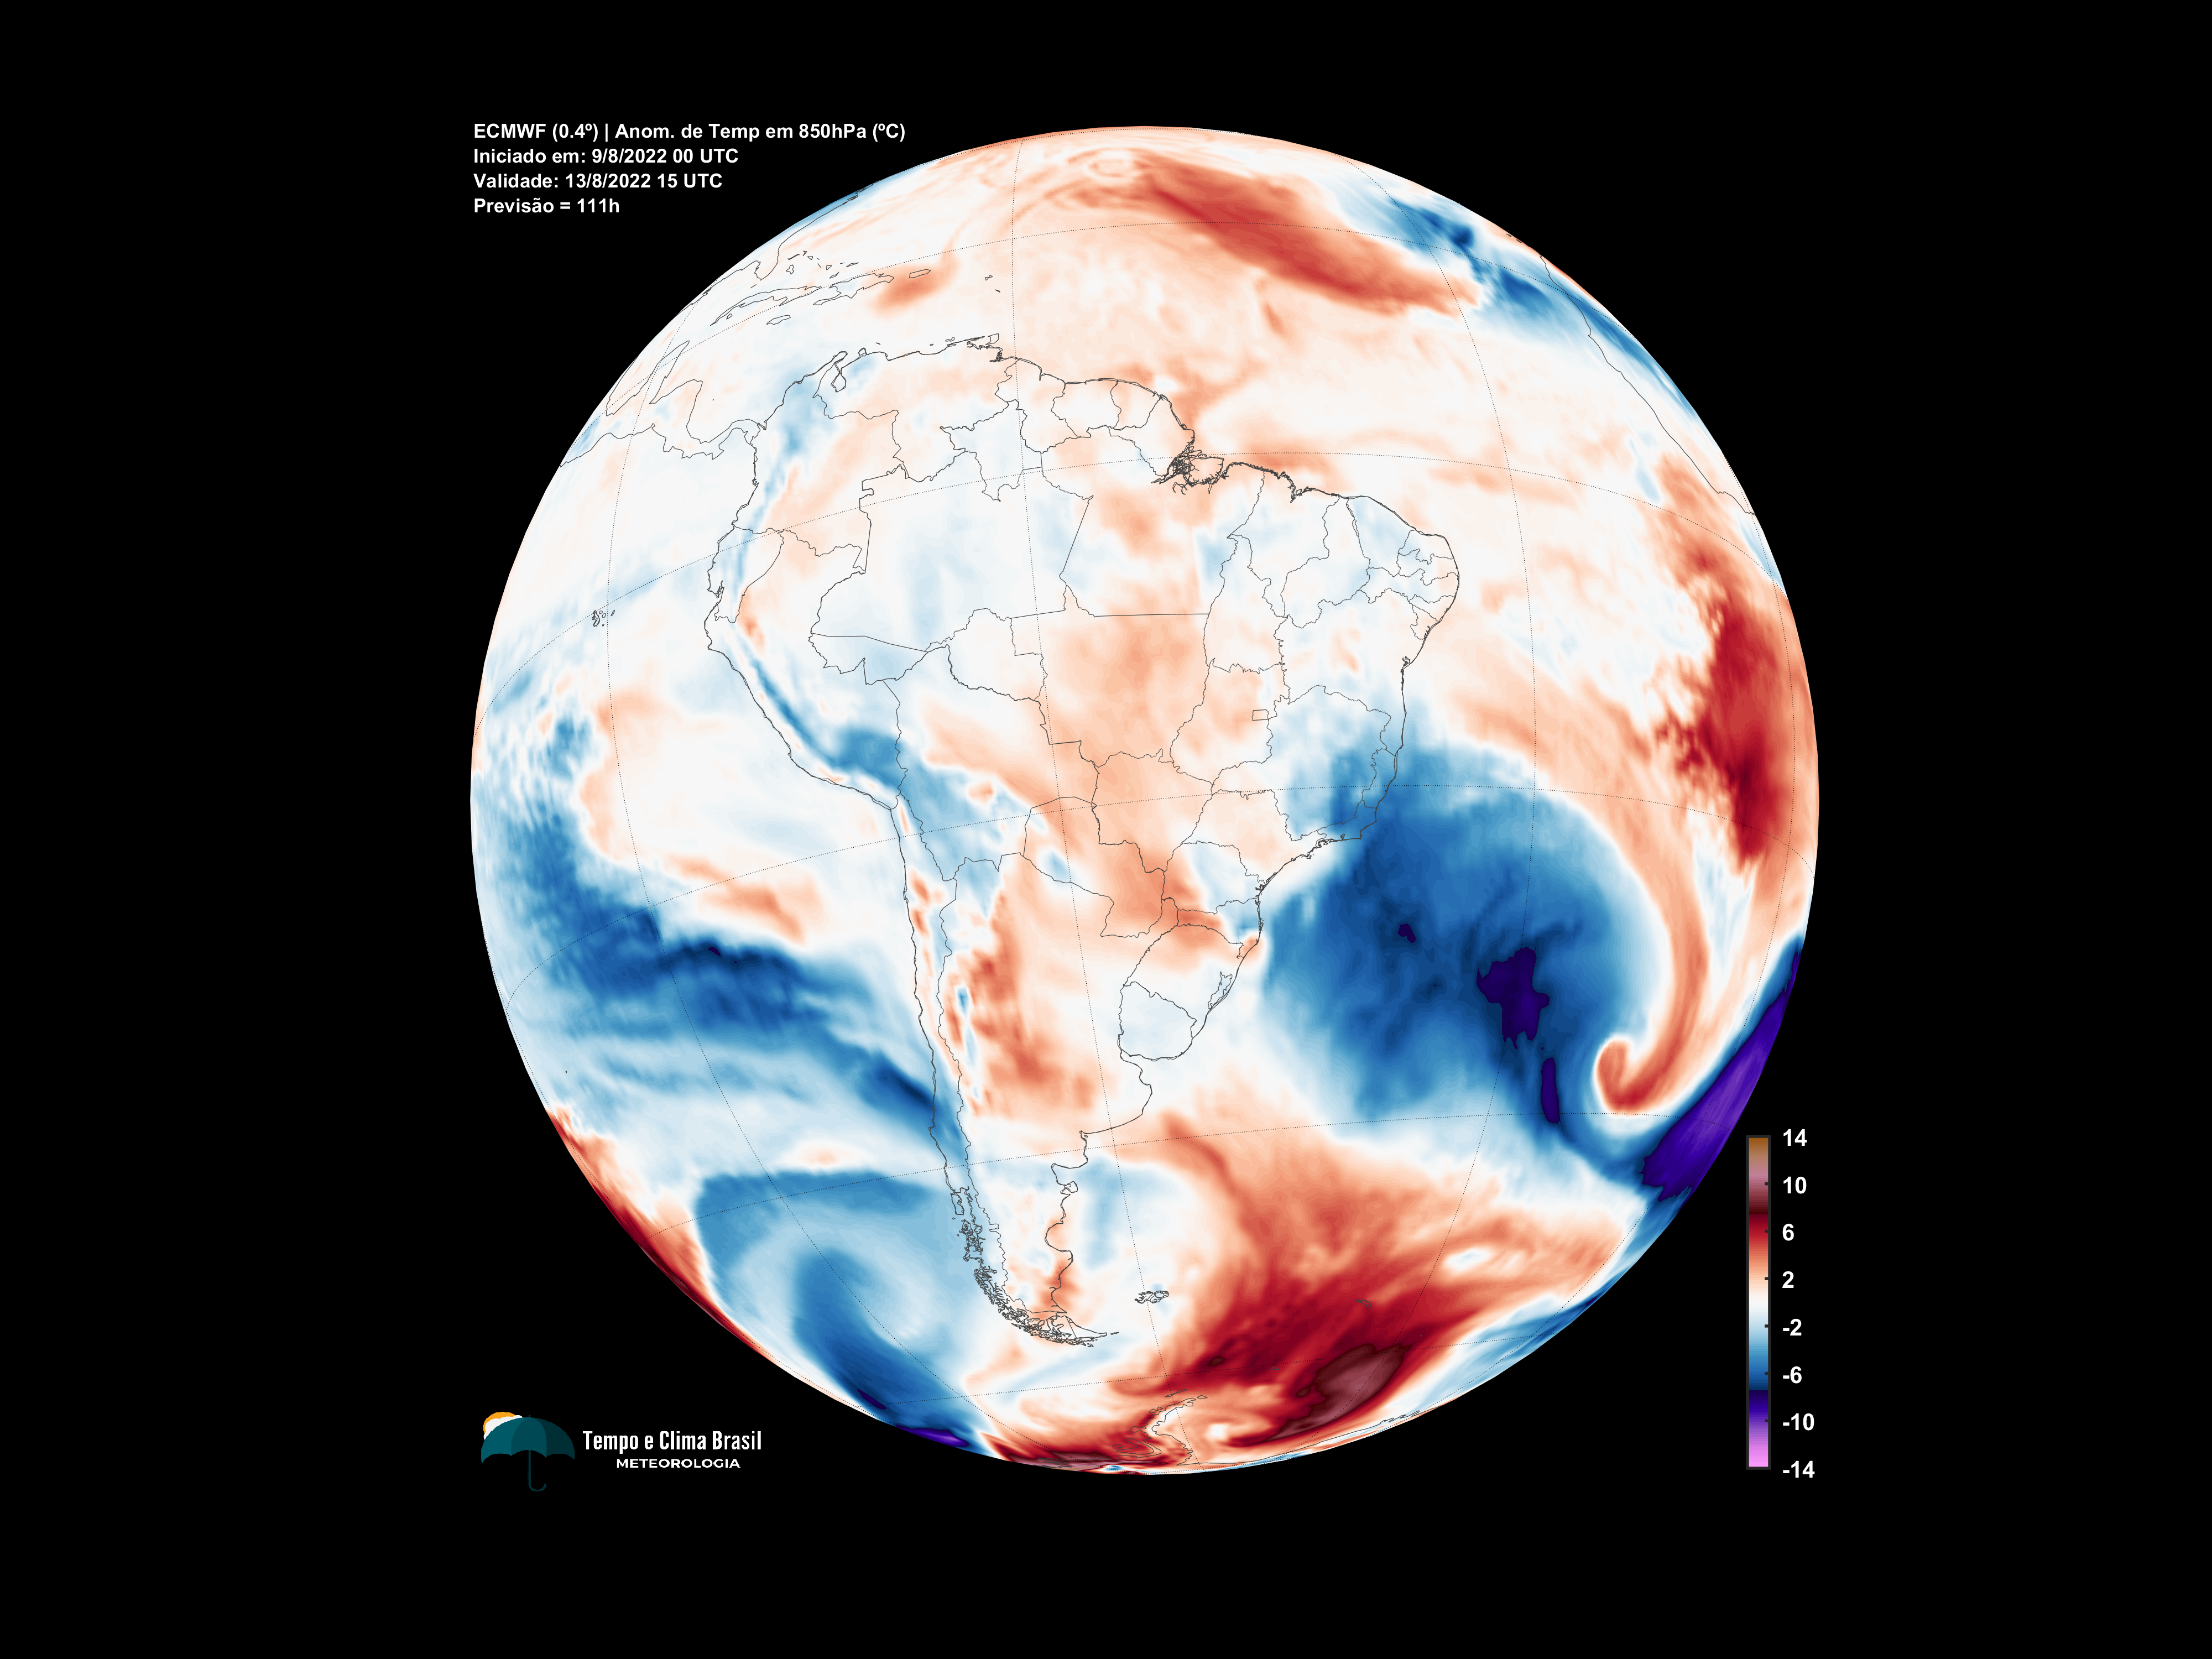 ECMWF (0.4º) | Anom. de Temp em 850hPa (ºC)
Iniciado em: 9/8/2022 00 UTC
Validade: 13/8/2022 15 UTC
Previsão = 111h
14
10
6
2
-2
-6
-10
-14
Tempo e Clima Brasil
METEOROLOGIA